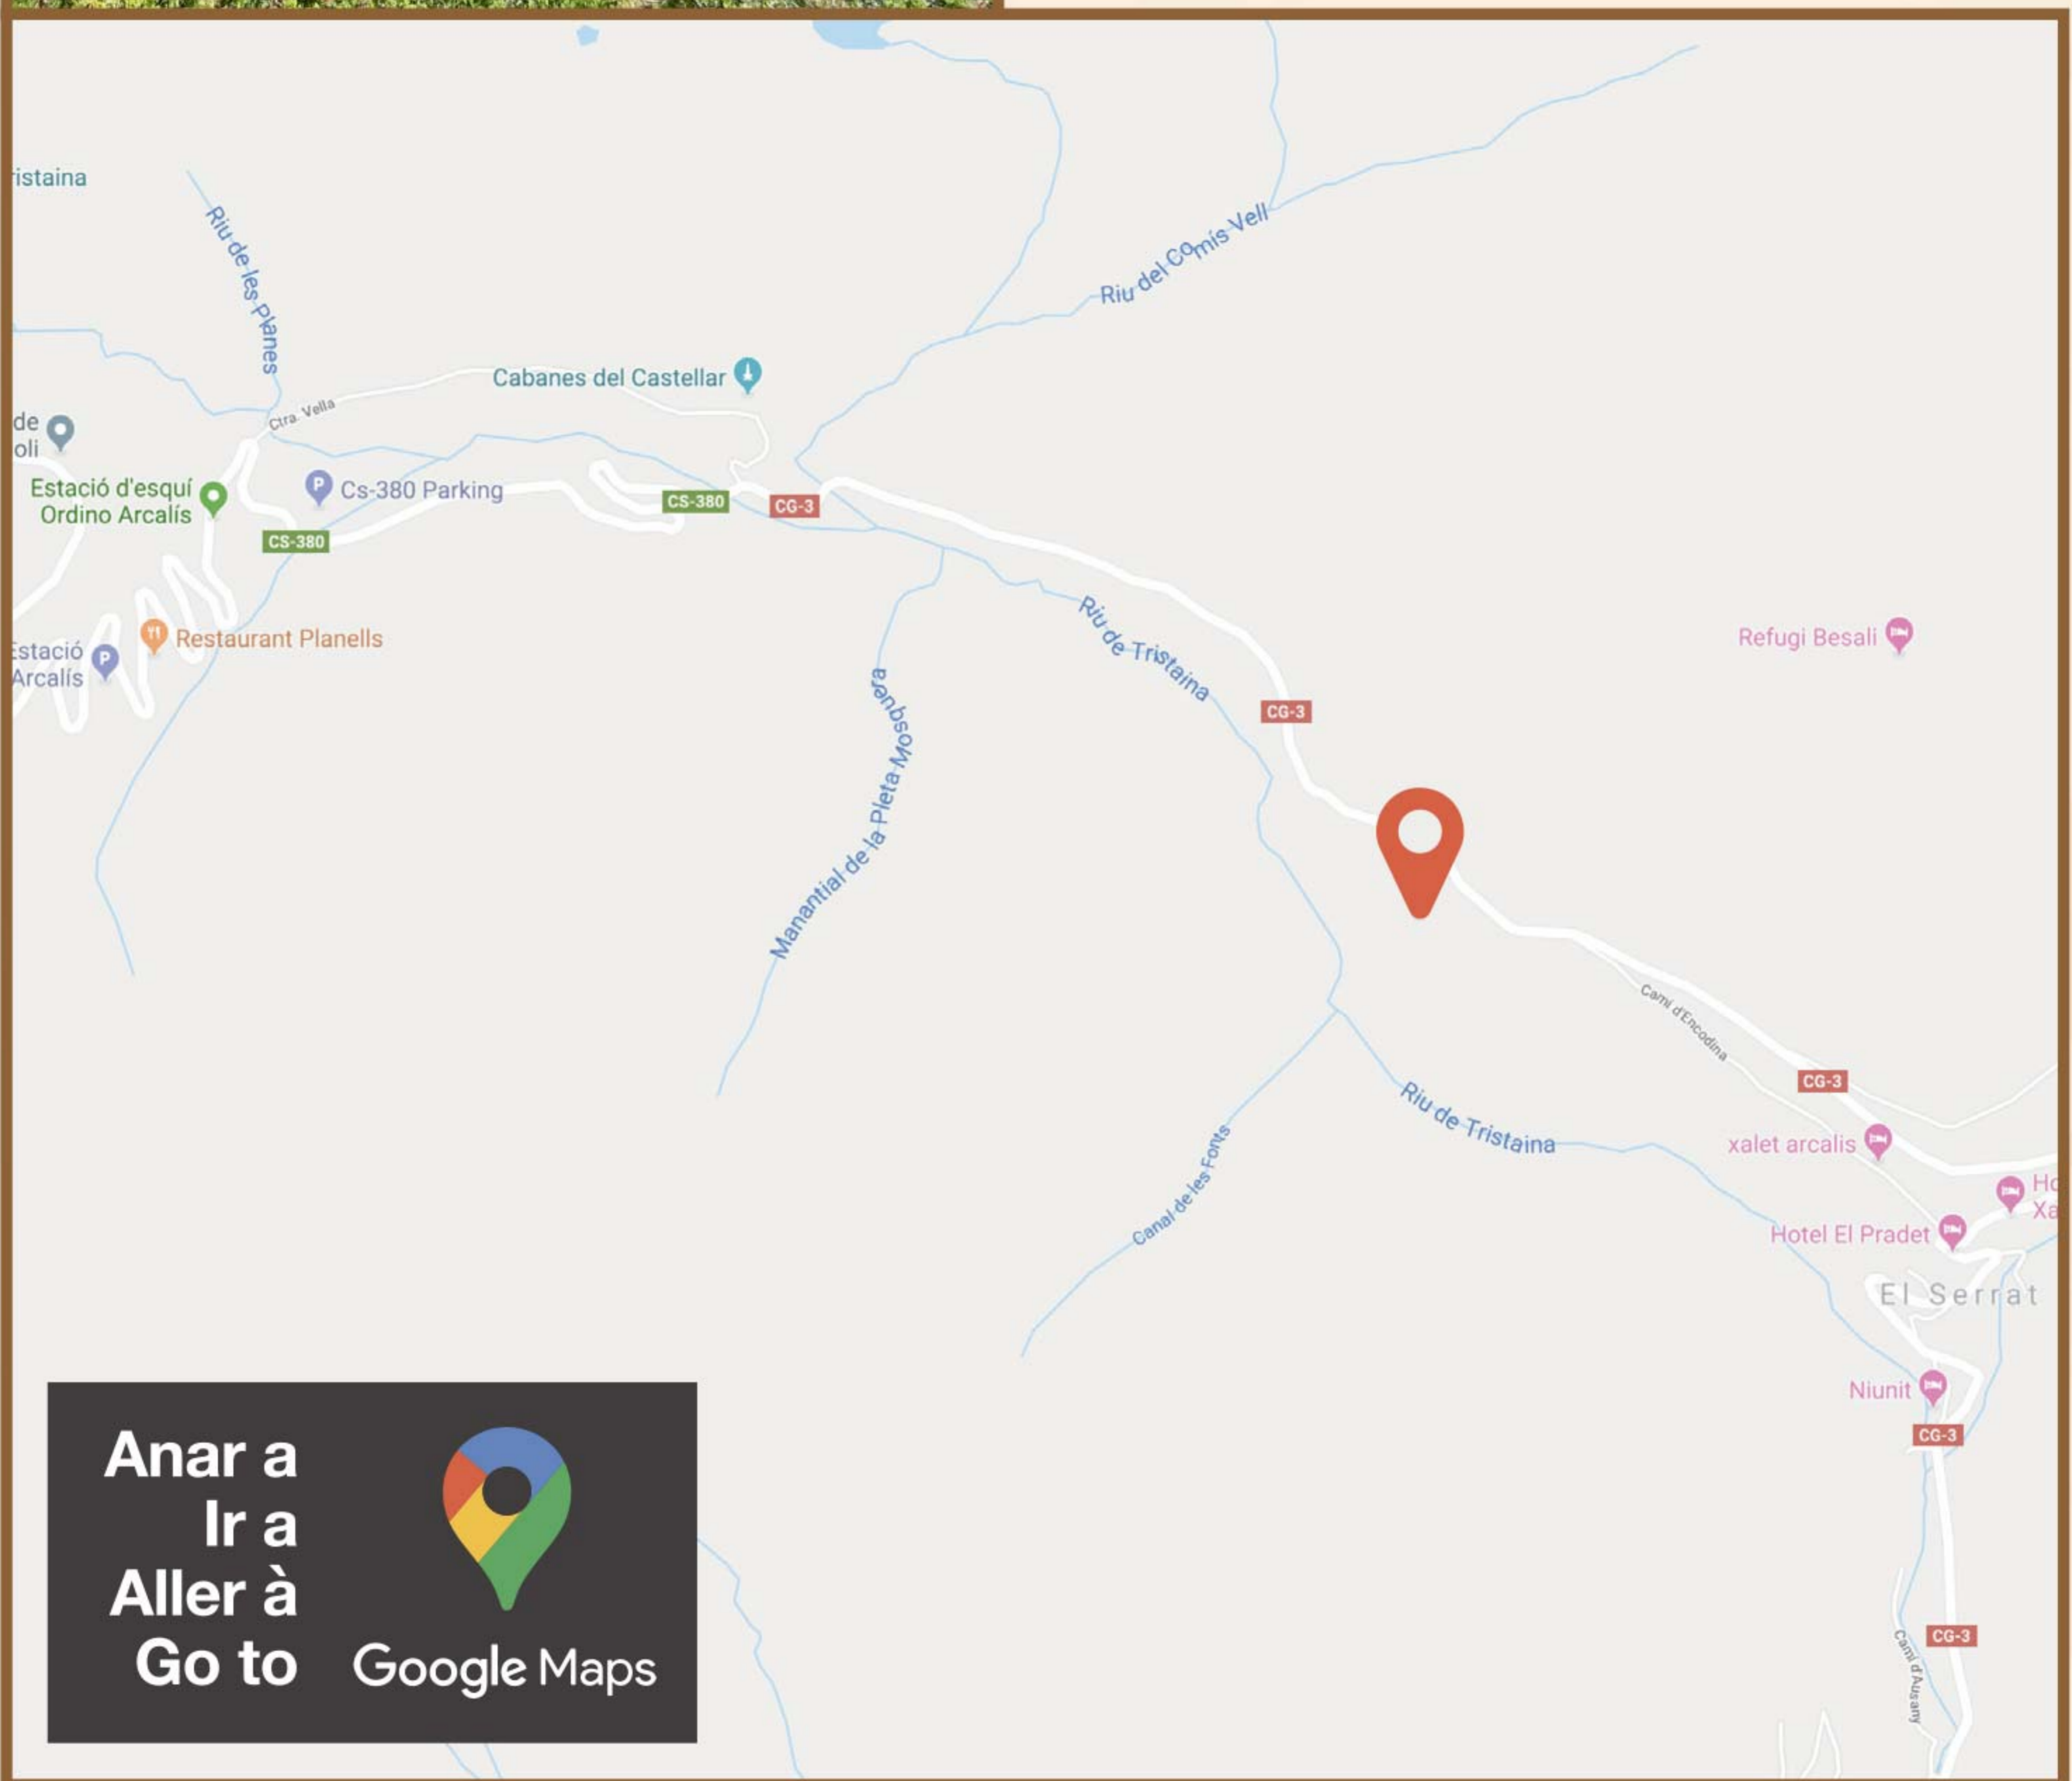 istaina
Riu de les Planes
Riu del Comís Vell
Cabanes del Castellar
Ctra. Vella
de
oli
Estació d'esquí
Ordino Arcalís
P
Cs-380 Parking
CS-380
CG-3
CS-380
Riu de Tristaina
Restaurant Planells
Estació
Arcalís
P
Refugi Besali
Manantial de la Pleta Mosquera
CG-3
Camí d'Encodina
CG-3
Riu de Tristaina
xalet arcalis
Canal de les Fonts
Ho
Xa
Hotel El Pradet
El Serrat
Niunit
CG-3
Anar a
Ir a
Aller à
Go to
Google Maps
CG-3
Camí d'Ausany